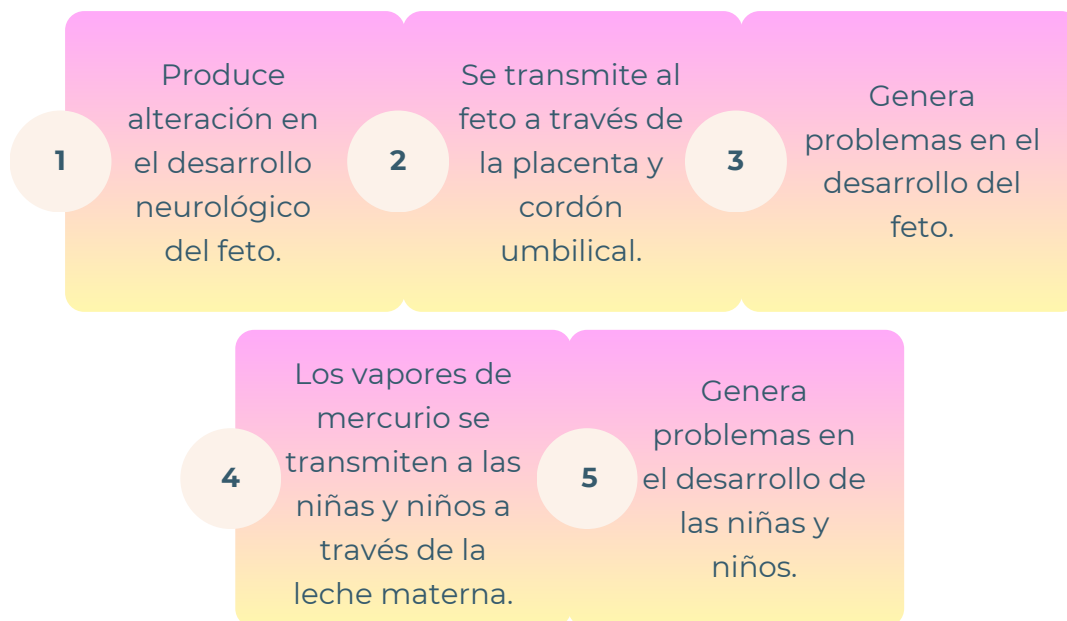 1
Produce
alteración en
el desarrollo
neurológico
del feto.
2
Se transmite al
feto a través de
la placenta y
cordón
umbilical.
3
Genera
problemas en el
desarrollo del
feto.
4
Los vapores de
mercurio se
transmiten a las
niñas y niños a
través de la
leche materna.
5
Genera
problemas en
el desarrollo de
las niñas y
niños.